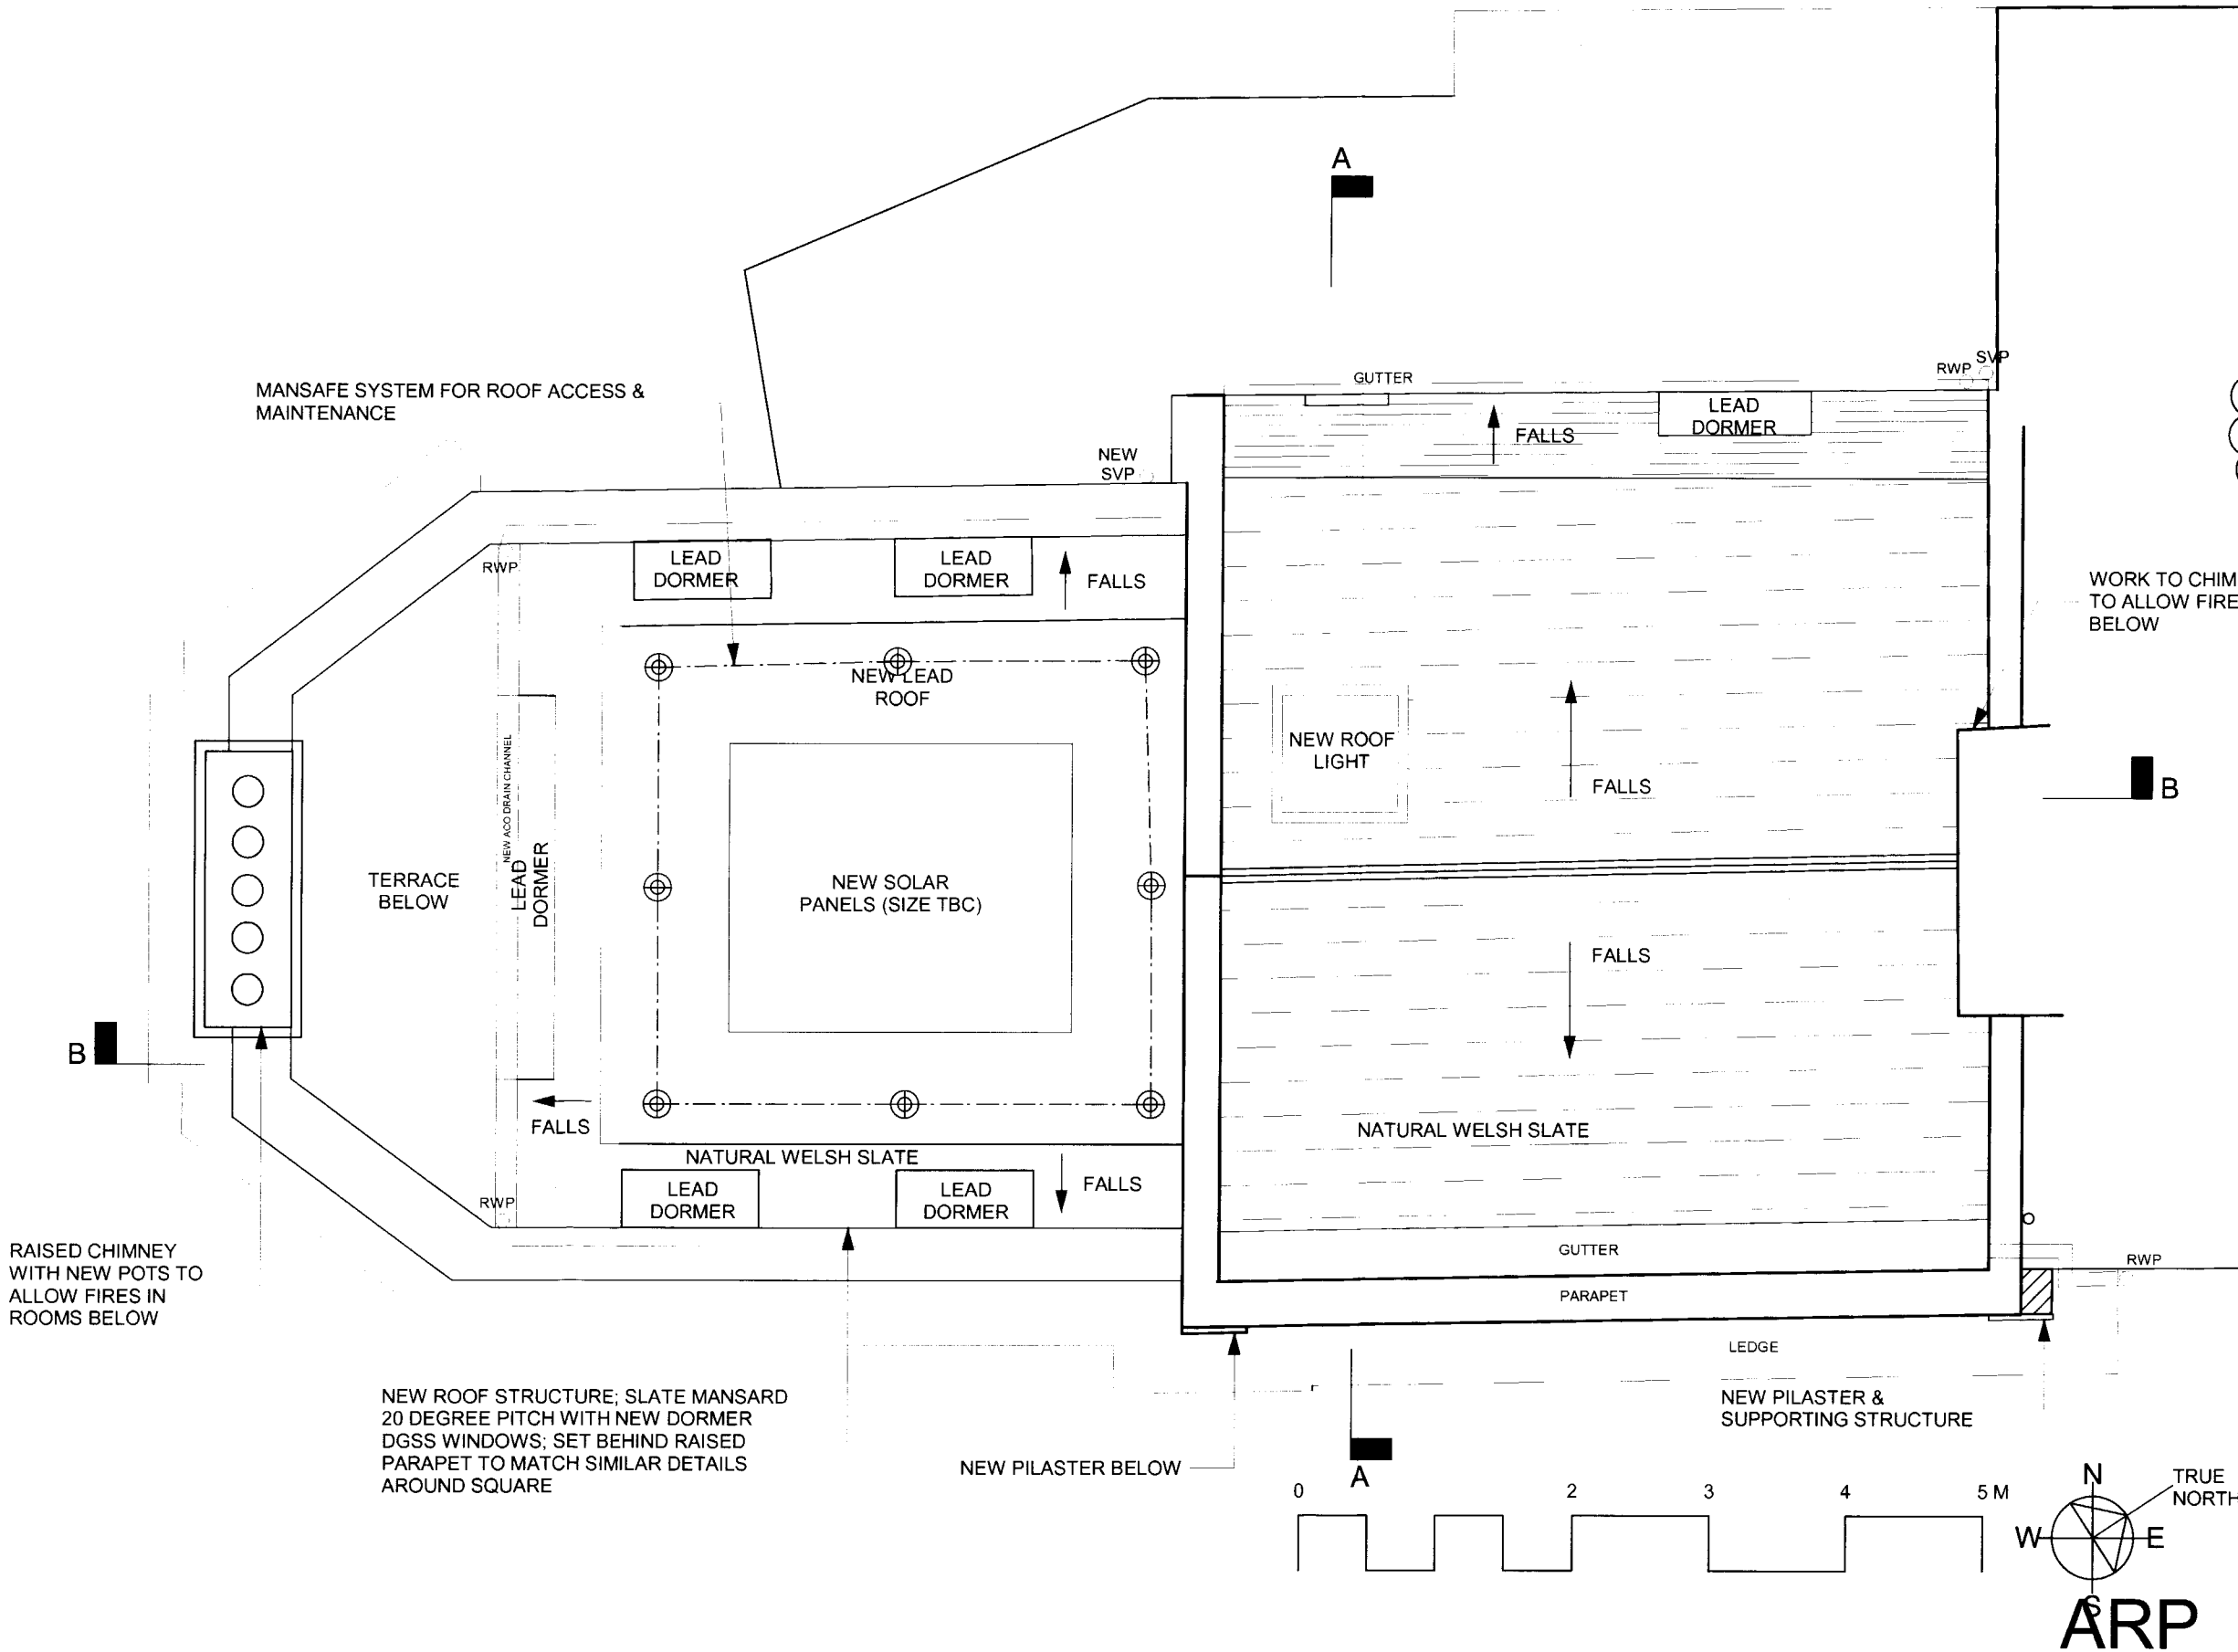 A
GUTTER
RWP
SVP
MANSAFE SYSTEM FOR ROOF ACCESS &
MAINTENANCE
LEAD
DORMER
FALLS
NEW
SVP
RWP
LEAD
DORMER
LEAD
DORMER
FALLS
WORK TO CHIM
TO ALLOW FIRE
BELOW
NEW LEAD
ROOF
NEW ROOF
LIGHT
FALLS
B
NEW ACO DRAIN CHANNEL
LEAD
DORMER
TERRACE
BELOW
NEW SOLAR
PANELS (SIZE TBC)
FALLS
B
FALLS
NATURAL WELSH SLATE
NATURAL WELSH SLATE
LEAD
DORMER
LEAD
DORMER
FALLS
RWP
RAISED CHIMNEY
WITH NEW POTS TO
ALLOW FIRES IN
ROOMS BELOW
GUTTER
RWP
PARAPET
LEDGE
NEW ROOF STRUCTURE; SLATE MANSARD
20 DEGREE PITCH WITH NEW DORMER
DGSS WINDOWS; SET BEHIND RAISED
PARAPET TO MATCH SIMILAR DETAILS
AROUND SQUARE
NEW PILASTER BELOW
NEW PILASTER &
SUPPORTING STRUCTURE
A
0 2 3 4 5 M
N
TRUE
NORTH
W E
S
ARP